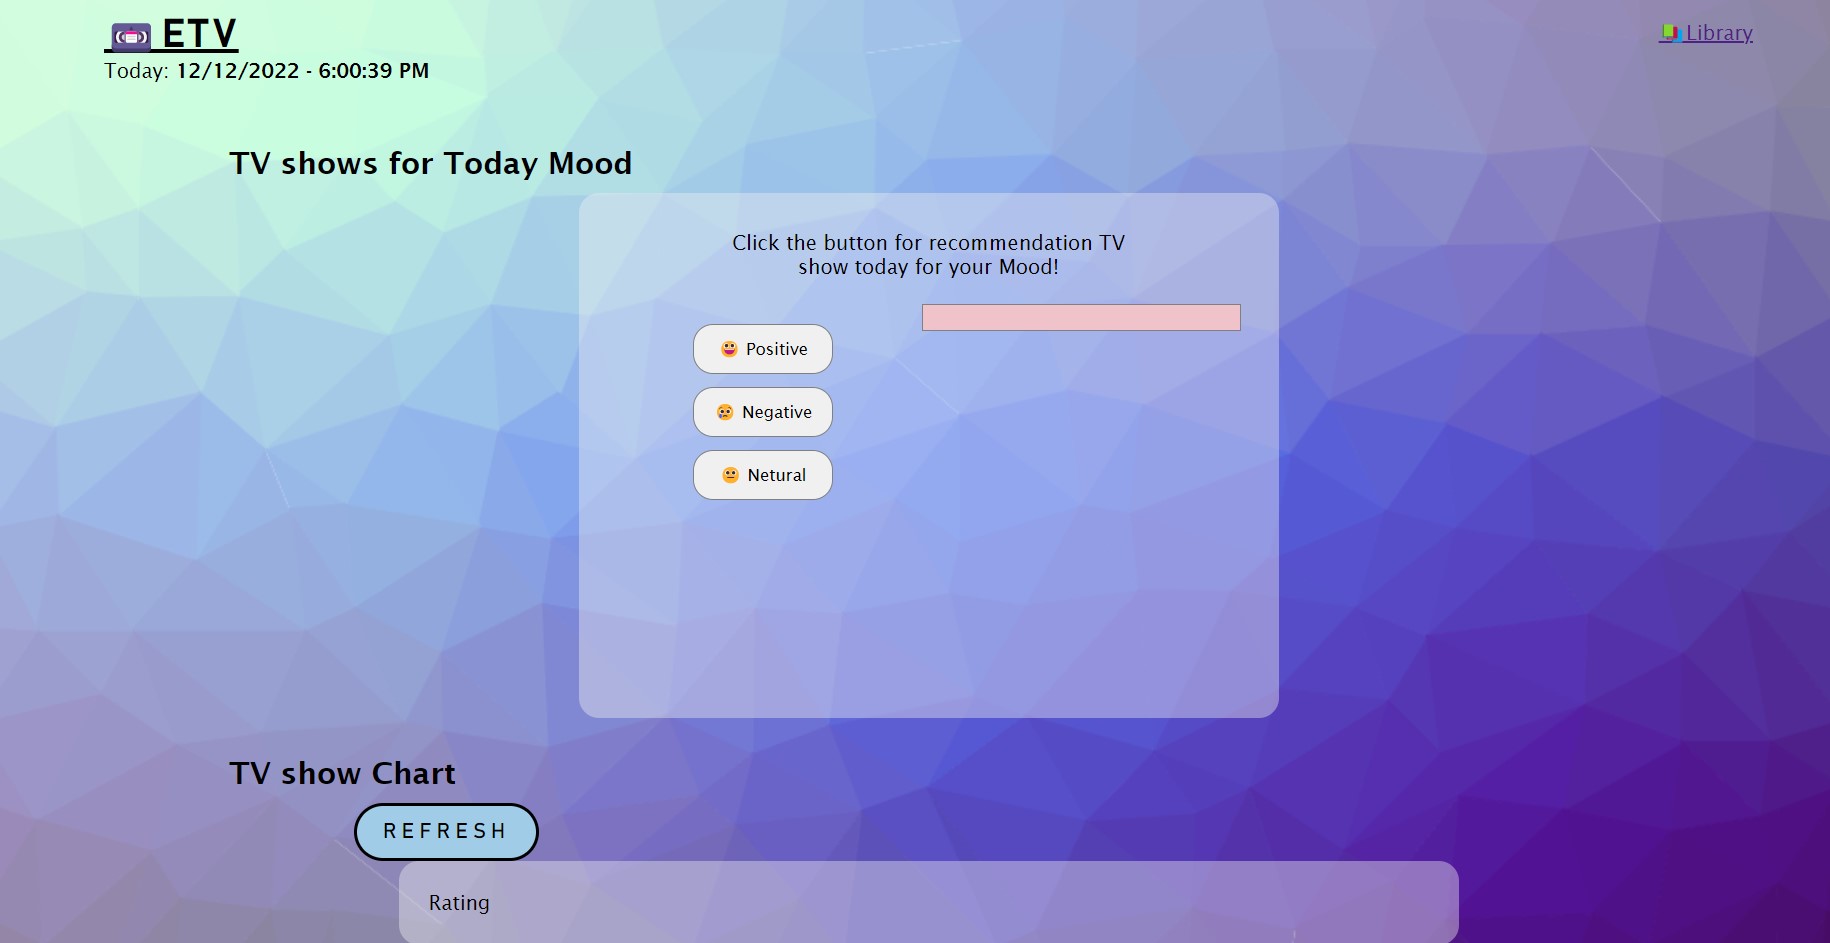 ETV
Library
Today: 12/12/2022 - 6:00:39 PM
TV shows for Today Mood
Click the button for recommendation TV
show today for your Mood!
Positive
Negative
Netural
TV show Chart
REFRESH
Rating